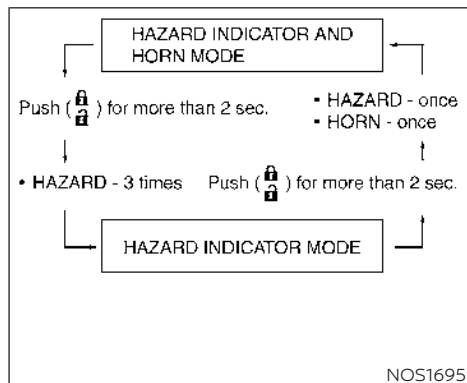 HAZARD INDICATOR AND
HORN MODE
Push ( ) for more than 2 sec.
• HAZARD - once
• HORN - once
• HAZARD - 3 times
Push ( ) for more than 2 sec.
HAZARD INDICATOR MODE
NOS1695